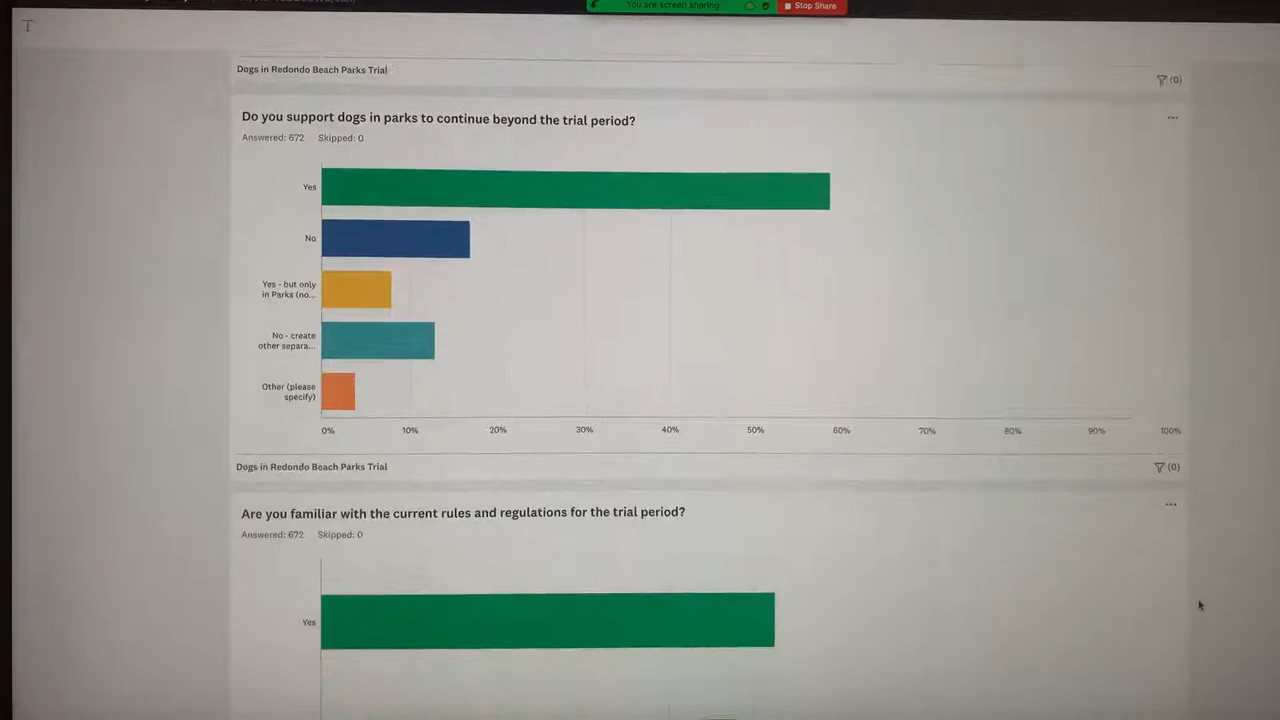 You are screen sharing
Stop Share
T
Dogs in Redondo Beach Parks Trial
(0)
Do you support dogs in parks to continue beyond the trial period?
Answered: 672 Skipped: 0
Yes
No
Yes - but only
in Parks (no...
No - create
other separa...
Other (please
specify)
0% 10% 20% 30% 40% 50% 60% 70% 80% 90% 100%
Dogs in Redondo Beach Parks Trial
(0)
Are you familiar with the current rules and regulations for the trial period?
Answered: 672 Skipped: 0
Yes